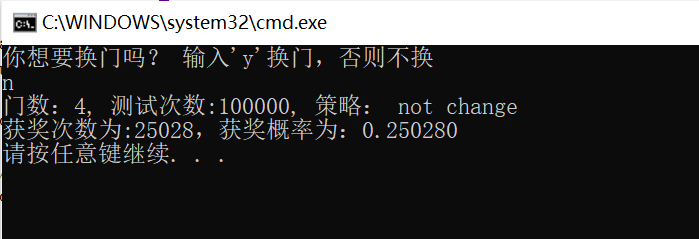 C:\WINDOWS\system32\cmd.exe
你想要换门吗？ 输入'y'换门，否则不换
n
门数：4, 测试次数:100000, 策略： not change
获奖次数为:25028，获奖概率为：0.250280
请按任意键继续. . .